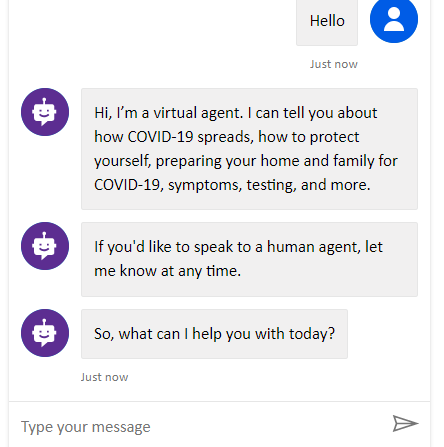 Hello
Just now
Hi, I'm a virtual agent. I can tell you about
how COVID-19 spreads, how to protect
yourself, preparing your home and family for
COVID-19, symptoms, testing, and more.
If you'd like to speak to a human agent, let
me know at any time.
So, what can I help you with today?
Just now
Type your message